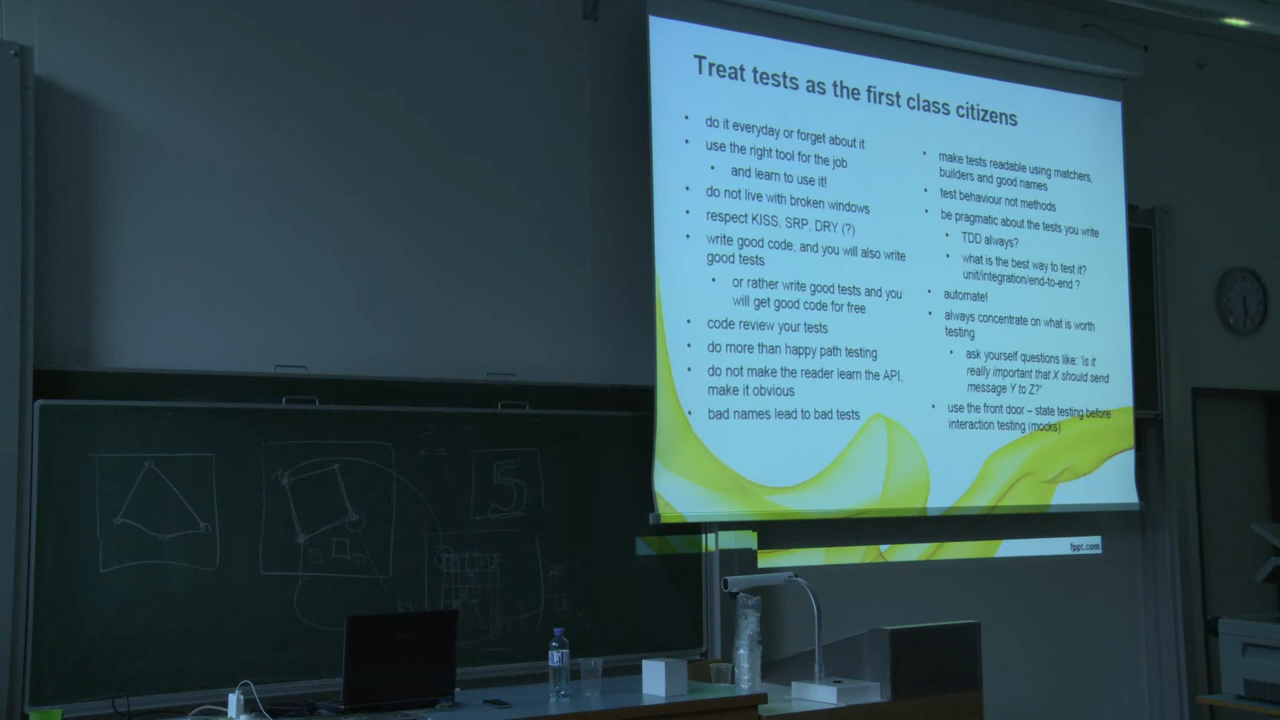 Treat tests as the first class citizens
do it everyday or forget about it
use the right tool for the job
and learn to use it!
do not live with broken windows
respect KISS, SRP, DRY (?)
write good code, and you will also write
good tests
or rather write good tests and you
will get good code for free
code review your tests
do more than happy path testing
do not make the reader learn the API,
make it obvious
bad names lead to bad tests
make tests readable using matchers,
builders and good names
test behaviour not methods
be pragmatic about the tests you write
TDD always?
what is the best way to test it?
unit/integration/end-to-end ?
automate!
always concentrate on what is worth
testing
ask yourself questions like: 'is it
really important that X should send
message Y to Z?'
use the front door – state testing before
interaction testing (mocks)
fppt.com
5